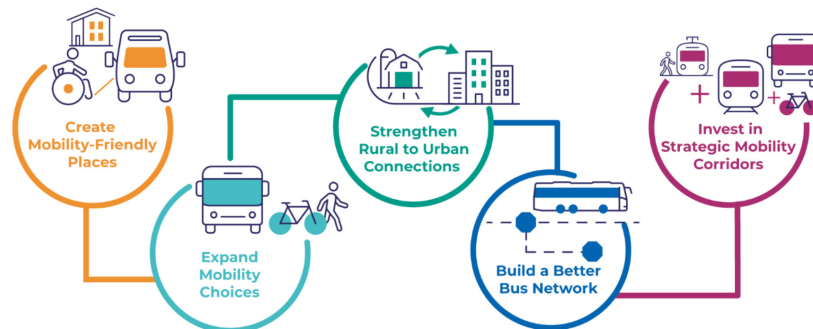 Create
Mobility-Friendly
Places
Expand
Mobility
Choices
Strengthen
Rural to Urban
Connections
Build a Better
Bus Network
Invest in
Strategic Mobility
Corridors